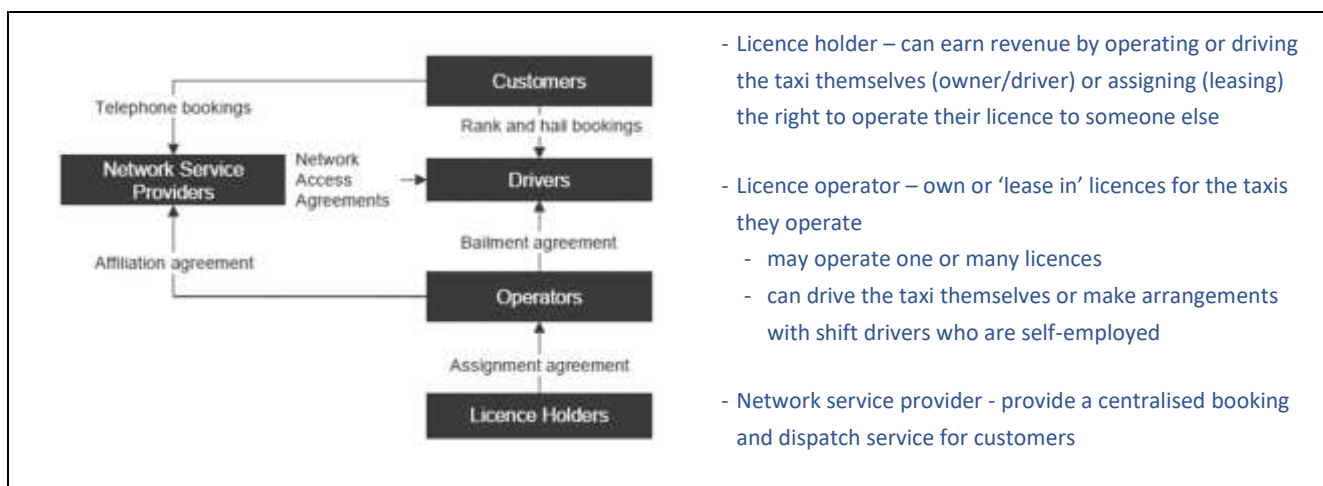 Customers
Telephone bookings
Rank and hail bookings
Network Service
Providers
Network
Access
Agreements
Drivers
Bailment agreement
Affiliation agreement
Operators
Assignment agreement
Licence Holders
- Licence holder – can earn revenue by operating or driving
the taxi themselves (owner/driver) or assigning (leasing)
the right to operate their licence to someone else
- Licence operator – own or ‘lease in’ licences for the taxis
they operate
- may operate one or many licences
- can drive the taxi themselves or make arrangements
with shift drivers who are self-employed
- Network service provider - provide a centralised booking
and dispatch service for customers